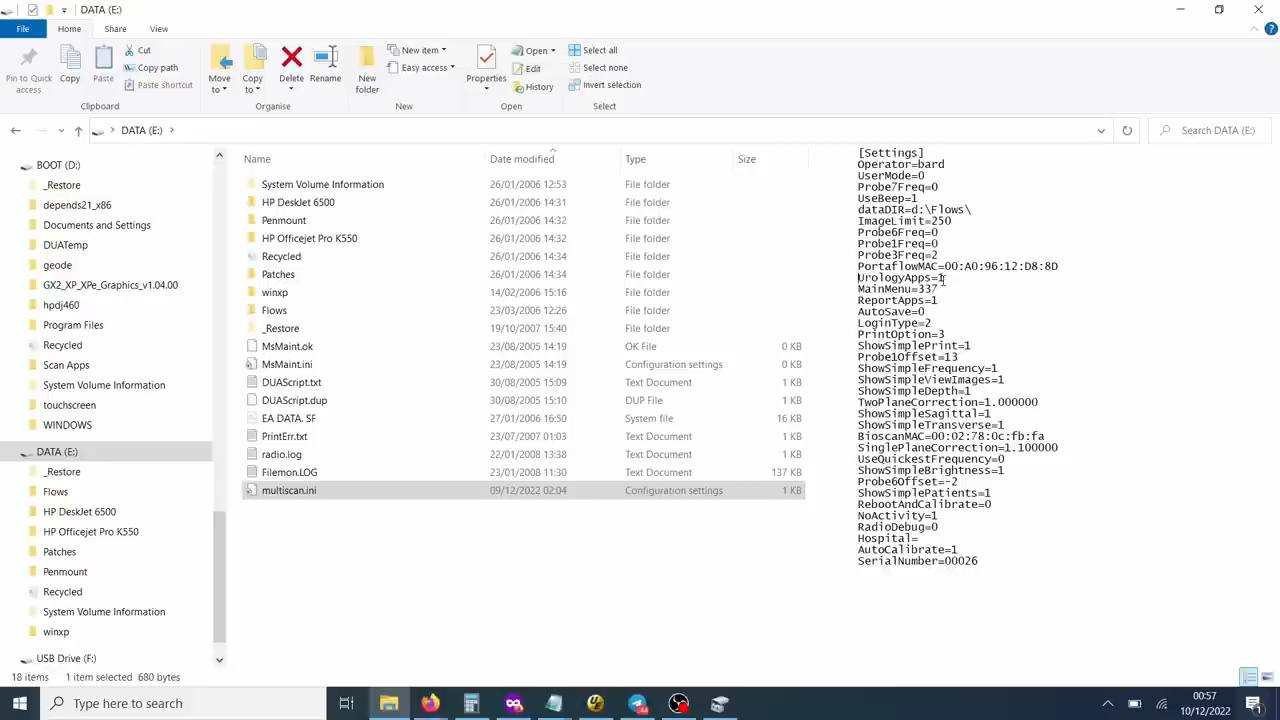 DATA (E:)
File
Home
Share
View
Pin to Quick access
Copy
Paste
Cut
Copy path
Paste shortcut
Clipboard
Move to
Copy to
Delete
Rename
Organise
New folder
New item
Easy access
New
Properties
Open
Edit
History
Open
Select all
Select none
Invert selection
Select
DATA (E:)
Search DATA (E:)
BOOT (D:)
_Restore
depends21_x86
Documents and Settings
DUATemp
geode
GX2_XP_XPe_Graphics_v1.04.00
hpdj460
Program Files
Recycled
Scan Apps
System Volume Information
touchscreen
WINDOWS
DATA (E:)
_Restore
Flows
HP DeskJet 6500
HP Officejet Pro K550
Patches
Penmount
Recycled
System Volume Information
winxp
USB Drive (F:)
Name Date modified Type Size
System Volume Information 26/01/2006 12:53 File folder
HP DeskJet 6500 26/01/2006 14:31 File folder
Penmount 26/01/2006 14:32 File folder
HP Officejet Pro K550 26/01/2006 14:32 File folder
Recycled 26/01/2006 14:34 File folder
Patches 26/01/2006 14:34 File folder
winxp 14/02/2006 15:16 File folder
Flows 23/03/2006 12:26 File folder
_Restore 19/10/2007 15:40 File folder
MsMaint.ok 23/08/2005 14:19 OK File 0 KB
MsMaint.ini 23/08/2005 14:19 Configuration settings 0 KB
DUAScript.txt 30/08/2005 15:09 Text Document 1 KB
DUAScript.dup 30/08/2005 15:10 DUP File 1 KB
EA DATA. SF 27/01/2006 16:50 System file 16 KB
PrintErr.txt 23/07/2007 01:03 Text Document 1 KB
radio.log 22/01/2008 13:38 Text Document 1 KB
Filemon.LOG 23/01/2008 11:30 Text Document 137 KB
multiscan.ini 09/12/2022 02:04 Configuration settings 1 KB
[Settings]
Operator=bard
UserMode=0
Probe7Freq=0
UseBeep=1
dataDIR=d:\Flows\
ImageLimit=250
Probe6Freq=0
Probe1Freq=0
Probe3Freq=2
PortaflowMAC=00:A0:96:12:D8:8D
UrologyApps=1
MainMenu=337
ReportApps=1
AutoSave=0
LoginType=2
PrintOption=3
ShowSimplePrint=1
Probe1Offset=13
ShowSimpleFrequency=1
ShowSimpleViewImages=1
ShowSimpleDepth=1
TwoPlaneCorrection=1.000000
ShowSimpleSagittal=1
ShowSimpleTransverse=1
BioscanMAC=00:02:78:0c:fb:fa
SinglePlaneCorrection=1.100000
UseQuickestFrequency=0
ShowSimpleBrightness=1
Probe6Offset=-2
ShowSimplePatients=1
RebootAndCalibrate=0
NoActivity=1
RadioDebug=0
Hospital=
AutoCalibrate=1
SerialNumber=00026
18 items 1 item selected 680 bytes
Type here to search
00:57
10/12/2022